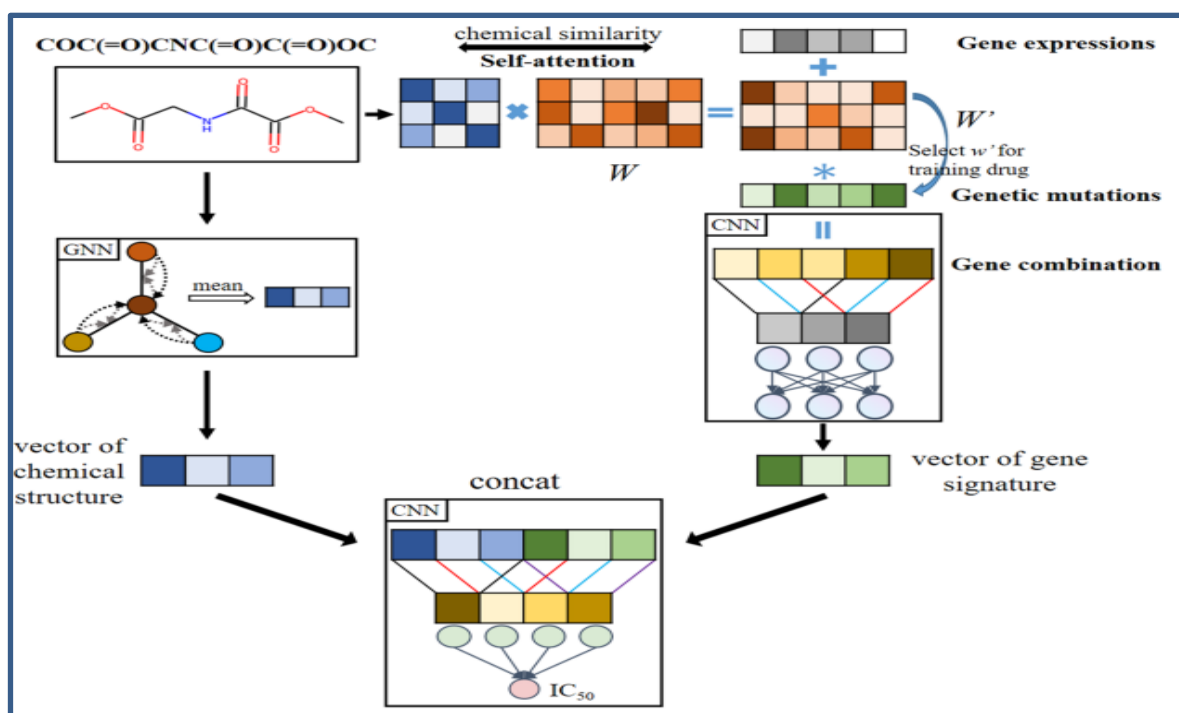 COC(=O)CNC(=O)C(=O)OC
chemical similarity
Self-attention
Gene expressions
O
O
O
O
O
N
H
W
W’
Select w’ for
training drug
Genetic mutations
GNN
mean
CNN
Gene combination
vector of
chemical
structure
concat
vector of gene
signature
CNN
IC50